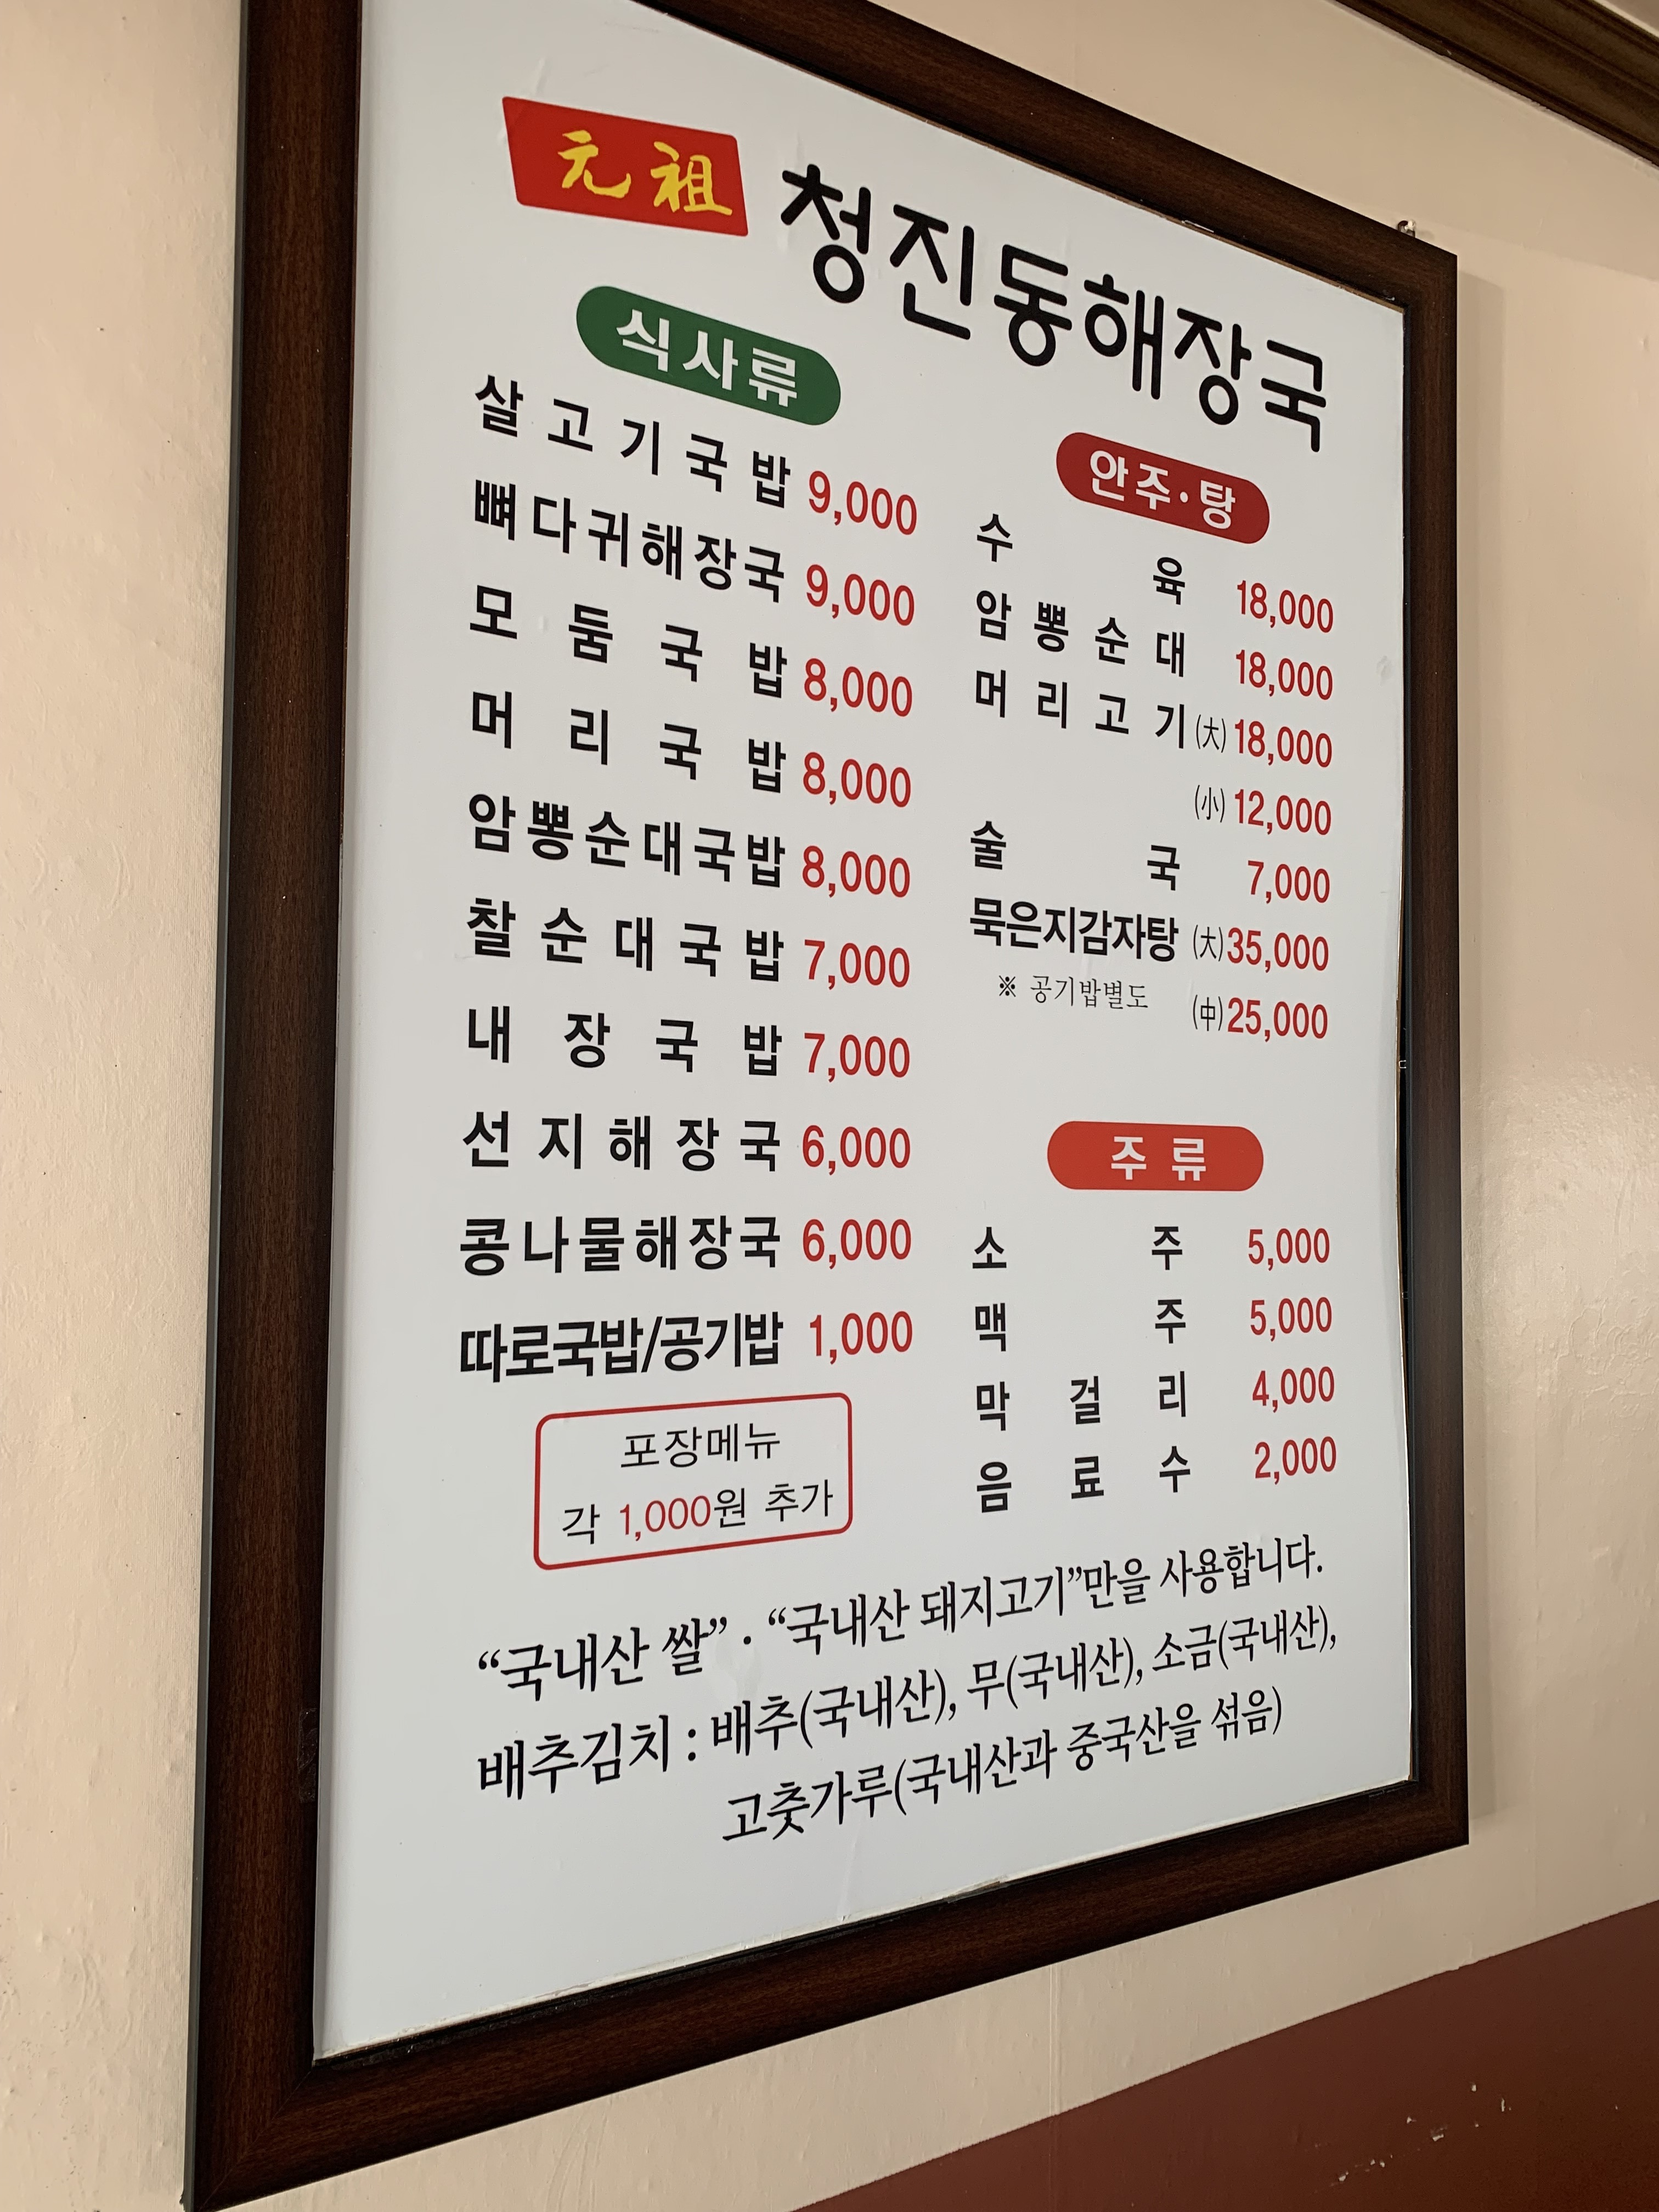 元祖 청진동해장국
식사류
살고기국밥 9,000
뼈다귀해장국 9,000
모둠국밥 8,000
머리국밥 8,000
암뽕순대국밥 8,000
찰순대국밥 7,000
내장국밥 7,000
선지해장국 6,000
콩나물해장국 6,000
따로국밥/공기밥 1,000
포장메뉴
각 1,000원 추가
안주·탕
수육 18,000
암뽕순대 18,000
머리고기 (大) 18,000
(小) 12,000
술국 7,000
묵은지감자탕 (大) 35,000
※ 공기밥별도 (中) 25,000
주류
소주 5,000
맥주 5,000
막걸리 4,000
음료수 2,000
“국내산 쌀”·“국내산 돼지고기”만을 사용합니다.
배추김치 : 배추(국내산), 무(국내산), 소금(국내산),
고춧가루(국내산과 중국산을 섞음)